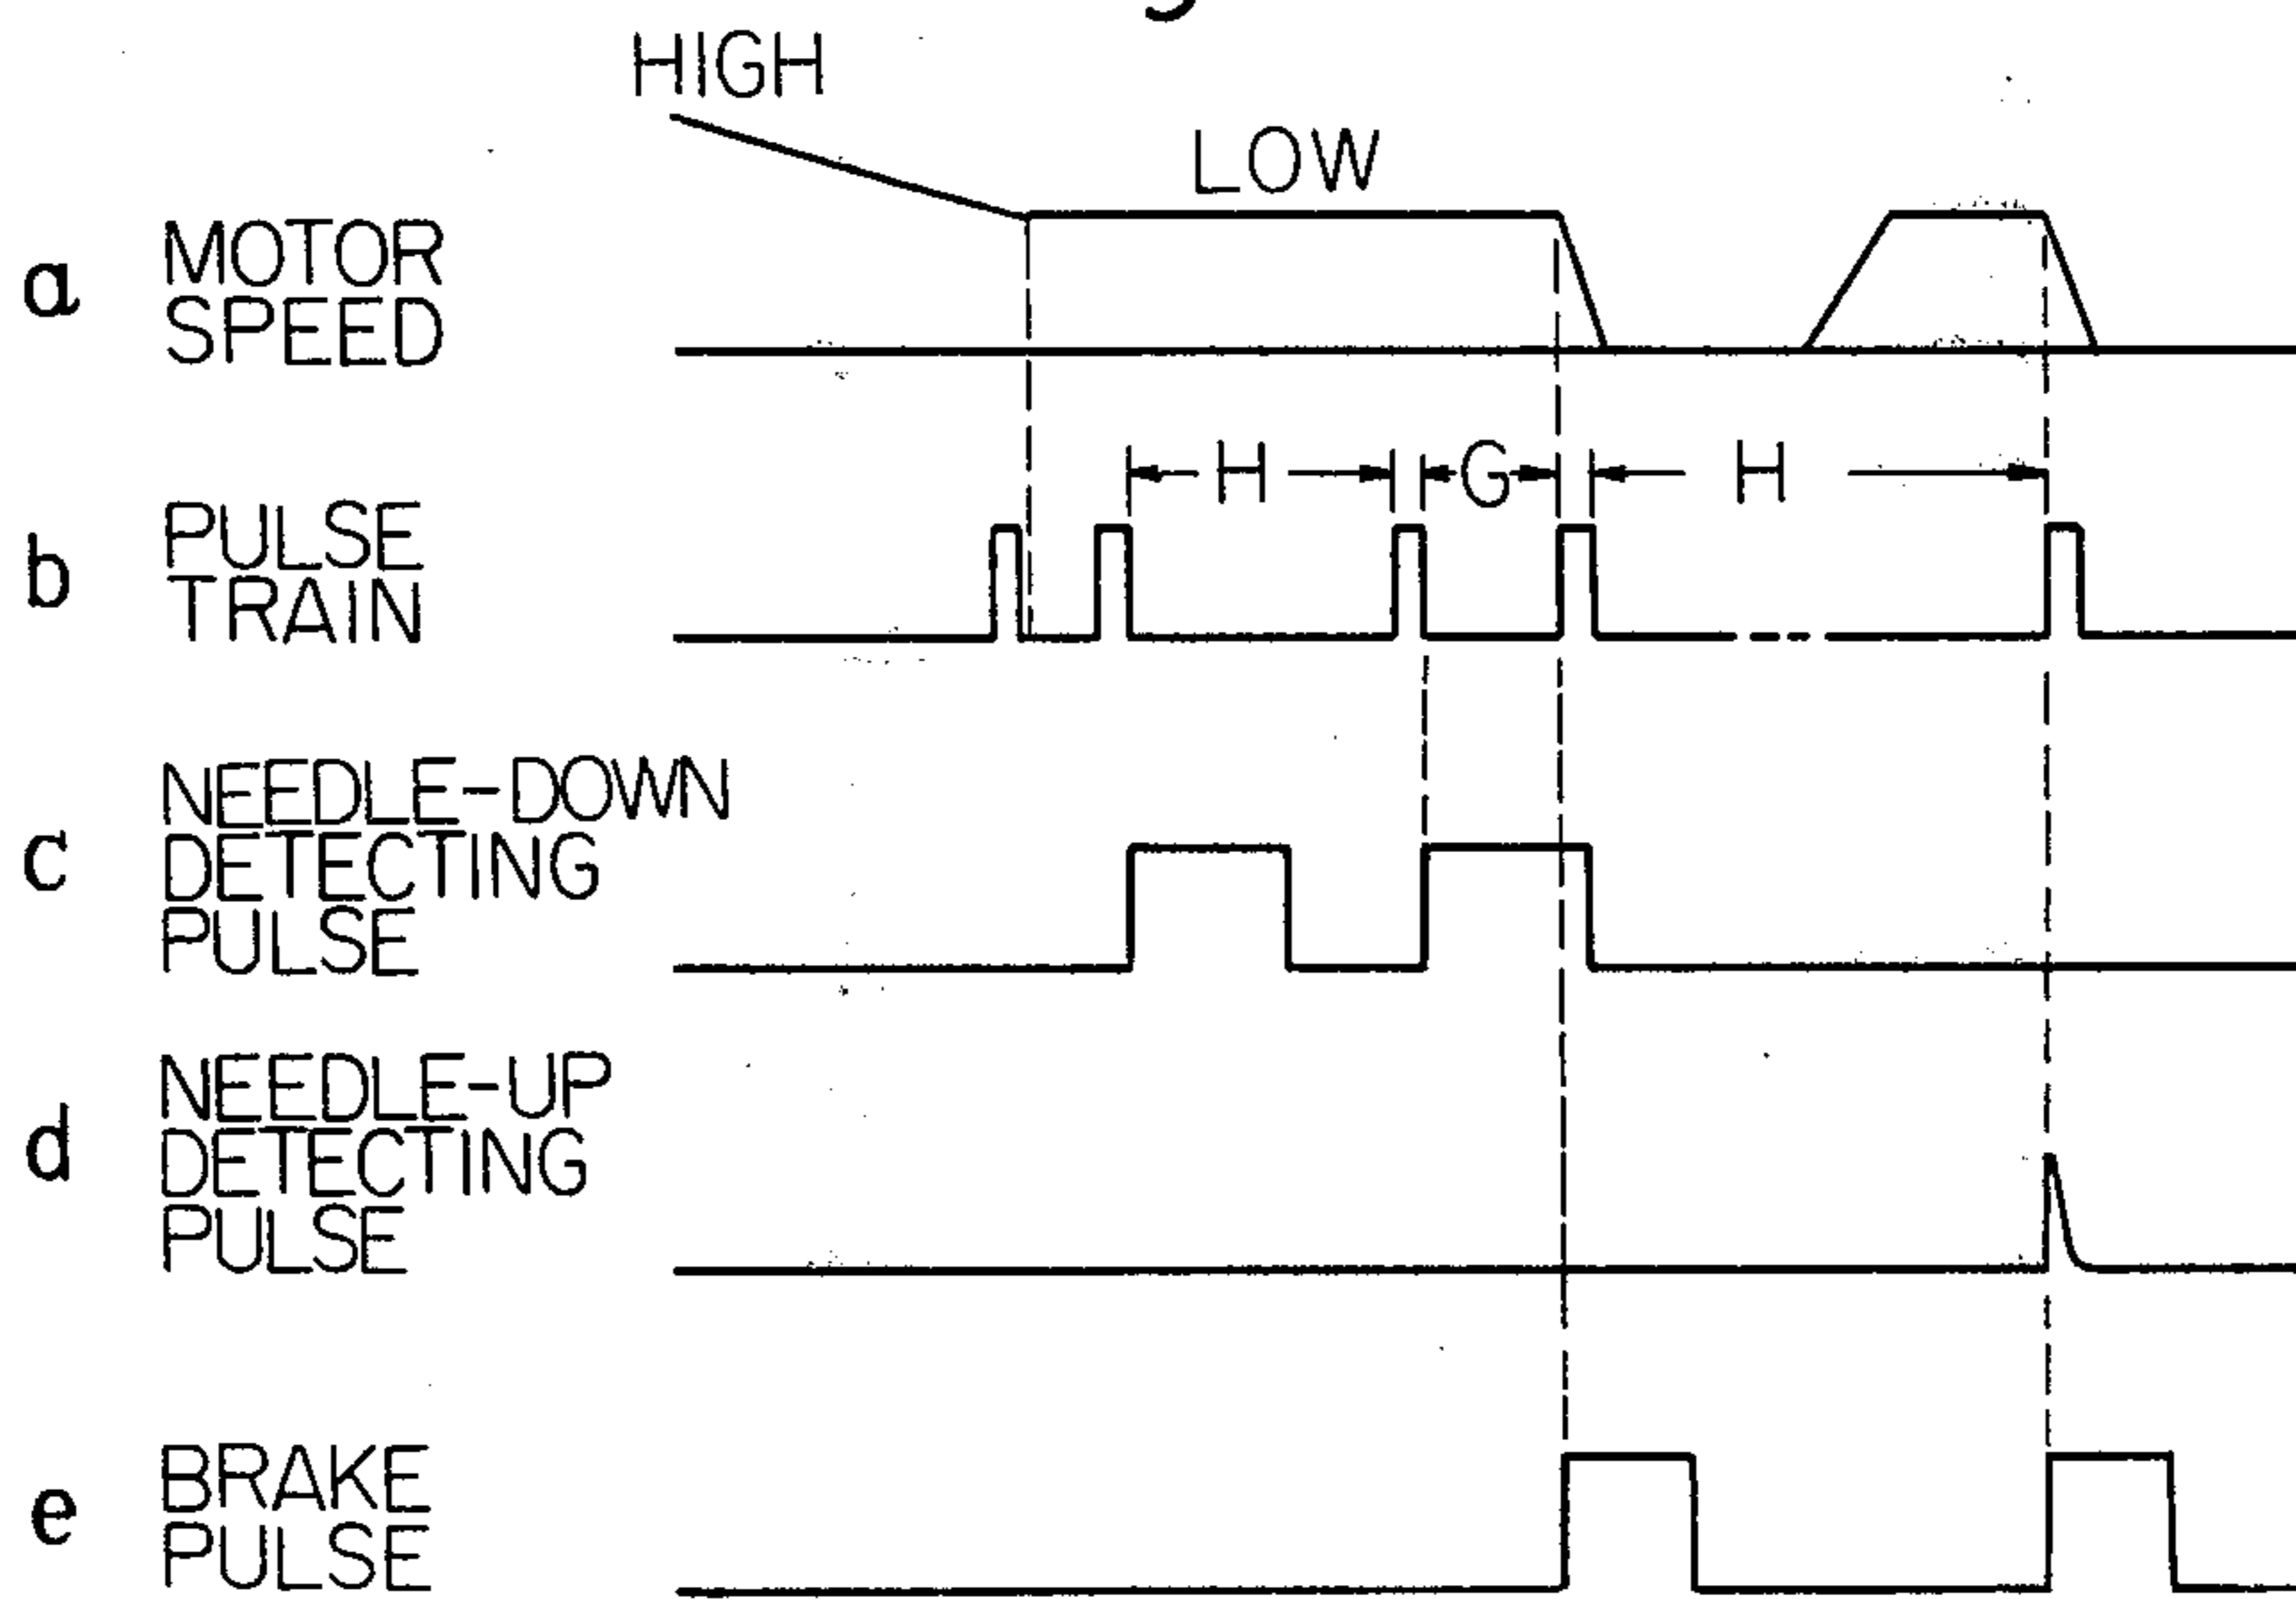 HIGH
LOW
a MOTOR
SPEED
H G H
b PULSE
TRAIN
c NEEDLE-DOWN
DETECTING
PULSE
d NEEDLE-UP
DETECTING
PULSE
e BRAKE
PULSE